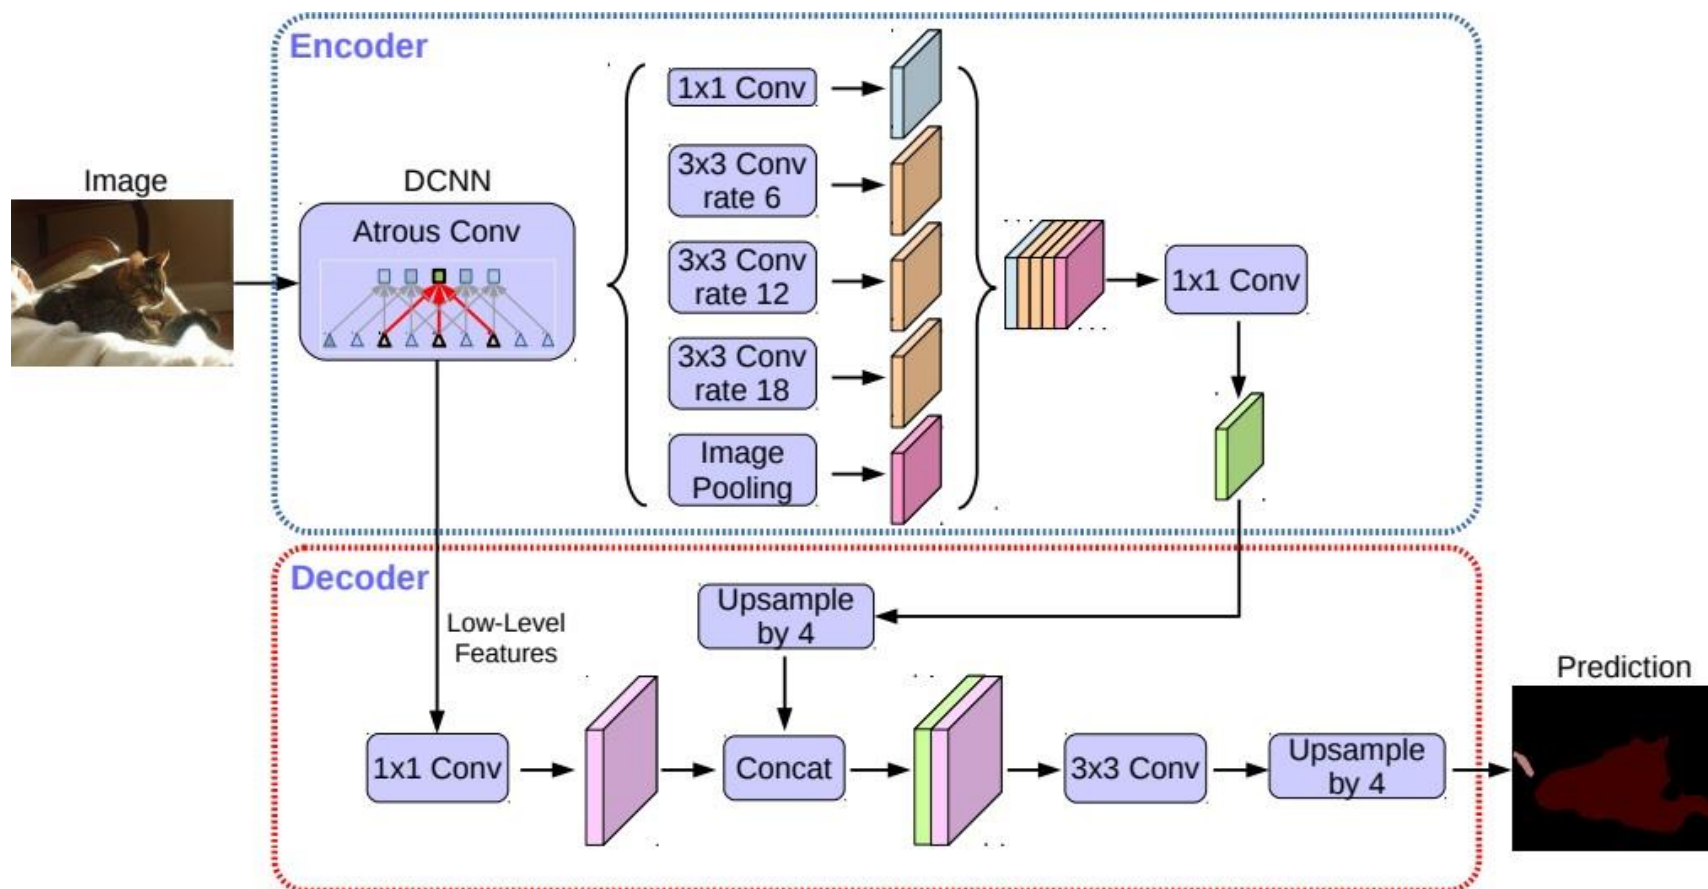 Encoder
Image
DCNN
Atrous Conv
1x1 Conv
3x3 Conv
rate 6
3x3 Conv
rate 12
3x3 Conv
rate 18
Image
Pooling
1x1 Conv
Decoder
Low-Level
Features
Upsample
by 4
1x1 Conv
Concat
3x3 Conv
Upsample
by 4
Prediction